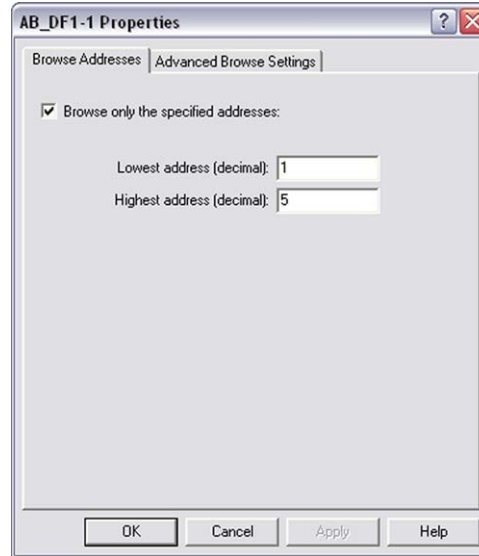 AB_DF1-1 Properties
Browse Addresses
Advanced Browse Settings
Browse only the specified addresses:
Lowest address (decimal): 1
Highest address (decimal): 5
OK
Cancel
Apply
Help